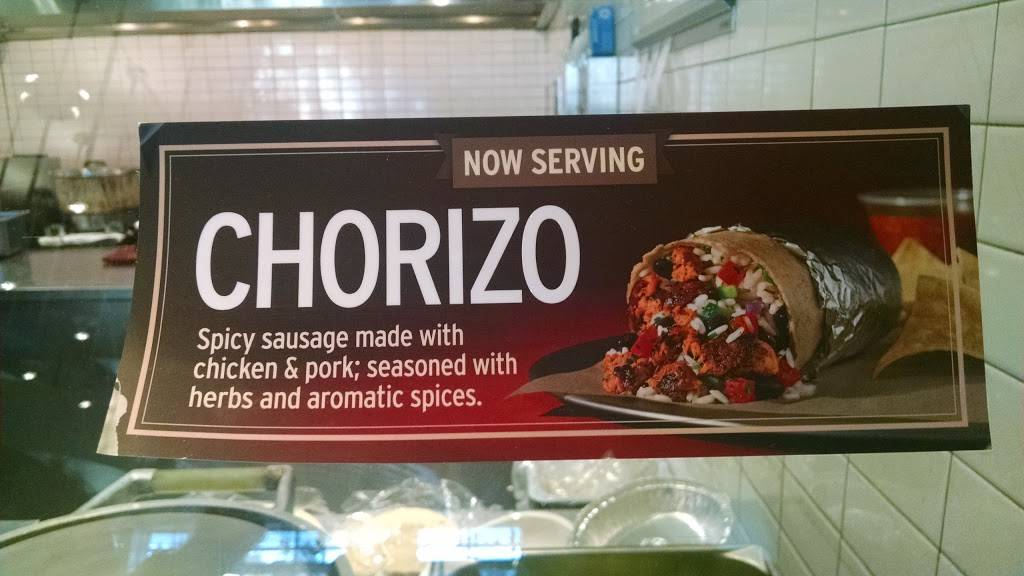 NOW SERVING
CHORIZO
Spicy sausage made with
chicken & pork; seasoned with
herbs and aromatic spices.